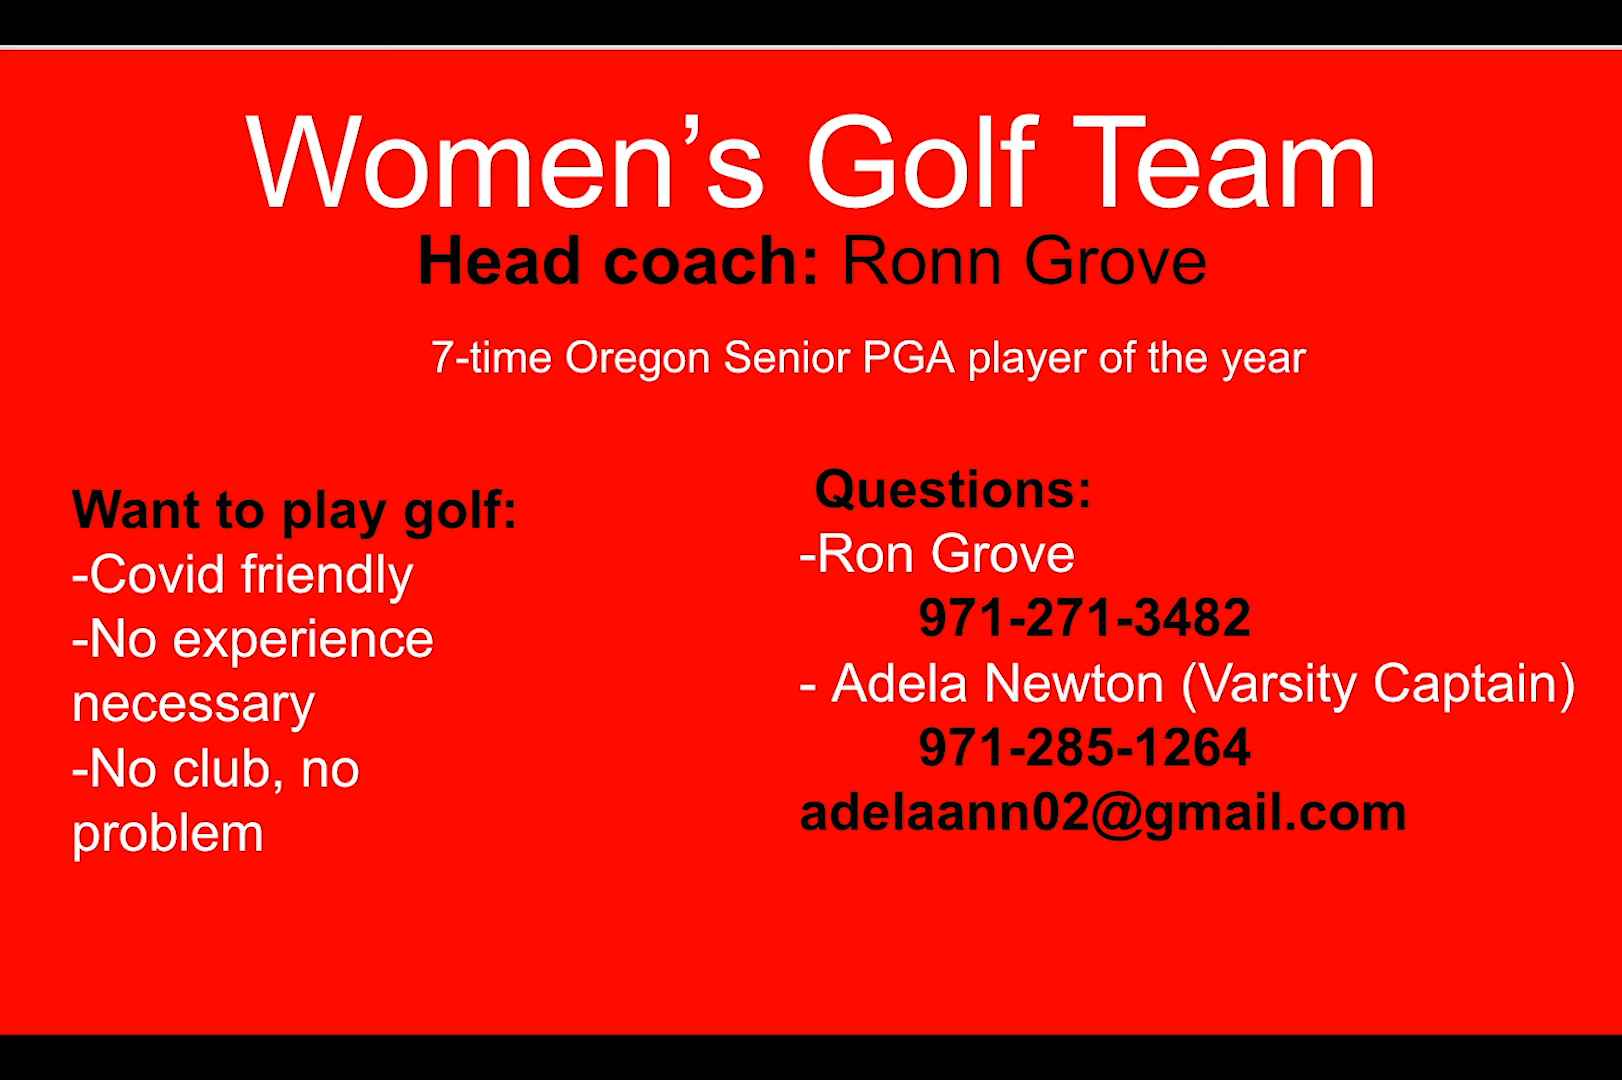 Women’s Golf Team
Head coach: Ronn Grove
7-time Oregon Senior PGA player of the year
Want to play golf:
-Covid friendly
-No experience
necessary
-No club, no
problem
Questions:
-Ron Grove
971-271-3482
- Adela Newton (Varsity Captain)
971-285-1264
adelaann02@gmail.com